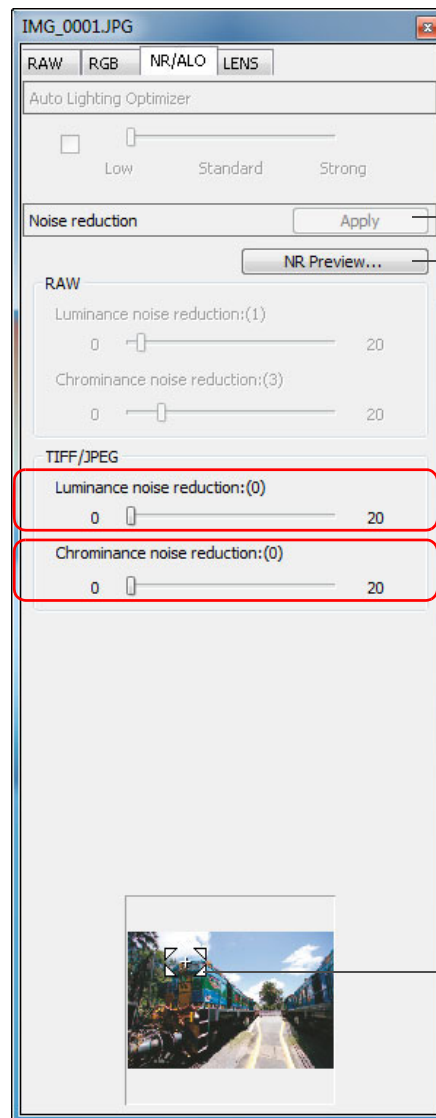 IMG_0001.JPG
RAW RGB NR/ALO LENS
Auto Lighting Optimizer
Low Standard Strong
Noise reduction Apply
NR Preview...
RAW
Luminance noise reduction:(1)
0 20
Chrominance noise reduction:(3)
0 20
TIFF/JPEG
Luminance noise reduction:(0)
0 20
Chrominance noise reduction:(0)
0 20